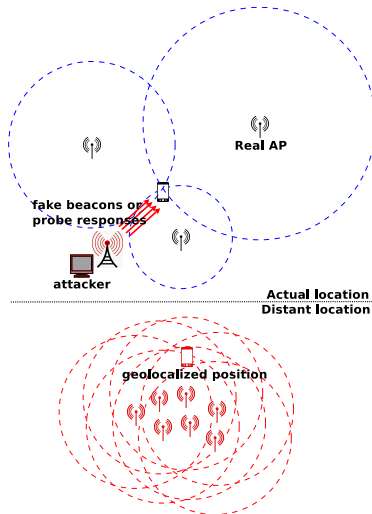 Real AP
fake beacons or
probe responses
attacker
Actual location
Distant location
geolocalized position